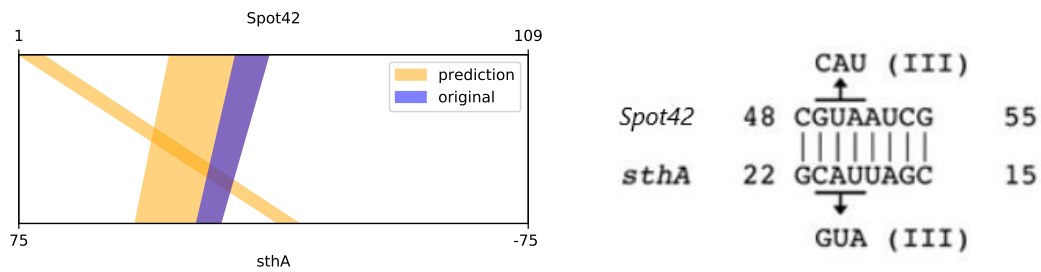 Spot42
1 109
prediction
original
75 -75
sthA
CAU (III)
Spot42 48 CGUAAUCG 55
sthA 22 GCAUUAGC 15
GUA (III)